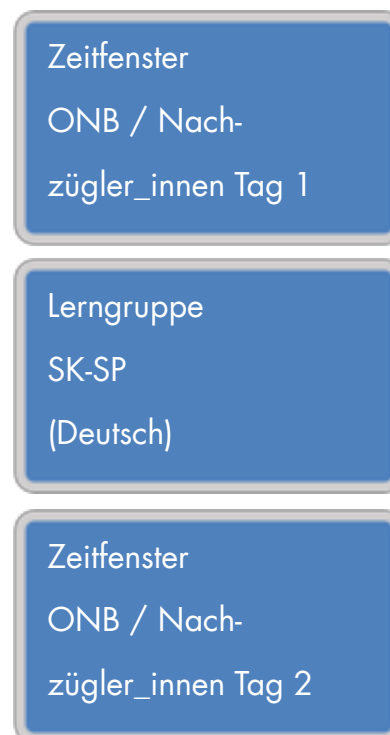 Zeitfenster
ONB / Nach-
zügler_innen Tag 1
Lerngruppe
SK-SP
(Deutsch)
Zeitfenster
ONB / Nach-
zügler_innen Tag 2